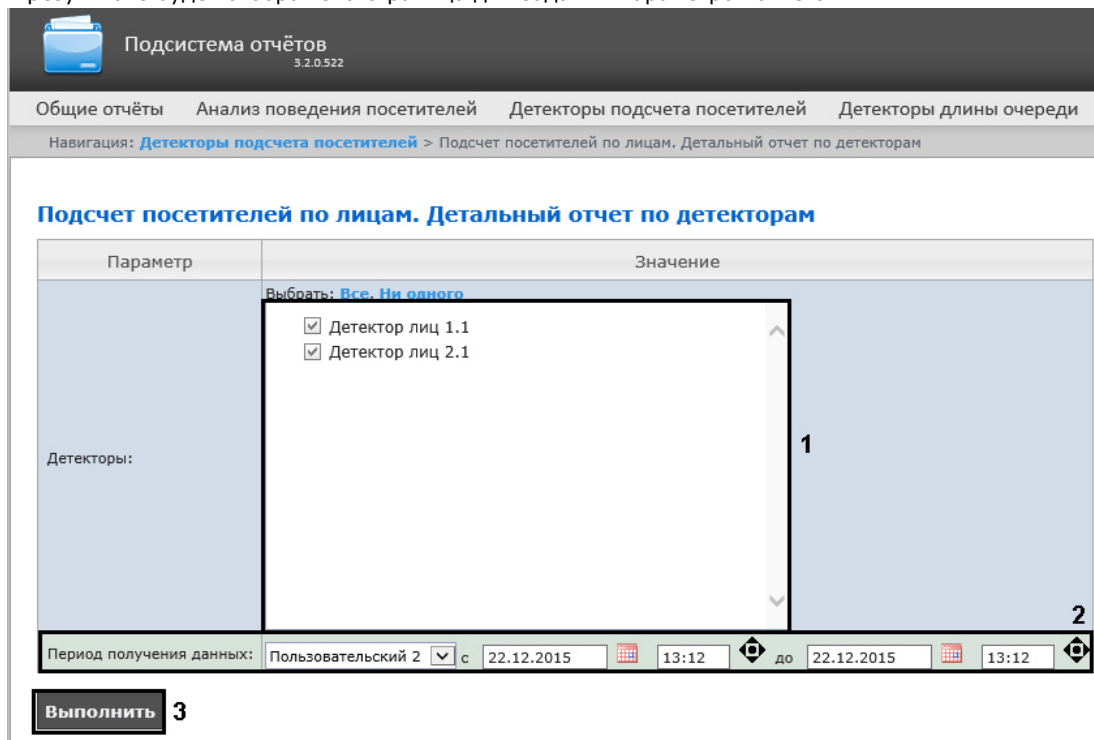 Подсистема отчётов
3.2.0.522
Общие отчёты Анализ поведения посетителей Детекторы подсчета посетителей Детекторы длины очереди
Навигация: Детекторы подсчета посетителей > Подсчет посетителей по лицам. Детальный отчет по детекторам
Подсчет посетителей по лицам. Детальный отчет по детекторам
Параметр Значение
Выбрать: Все, Ни одного
Детектор лиц 1.1
Детектор лиц 2.1
Детекторы:
1
2
Период получения данных: Пользовательский 2 с 22.12.2015 13:12 до 22.12.2015 13:12
Выполнить 3